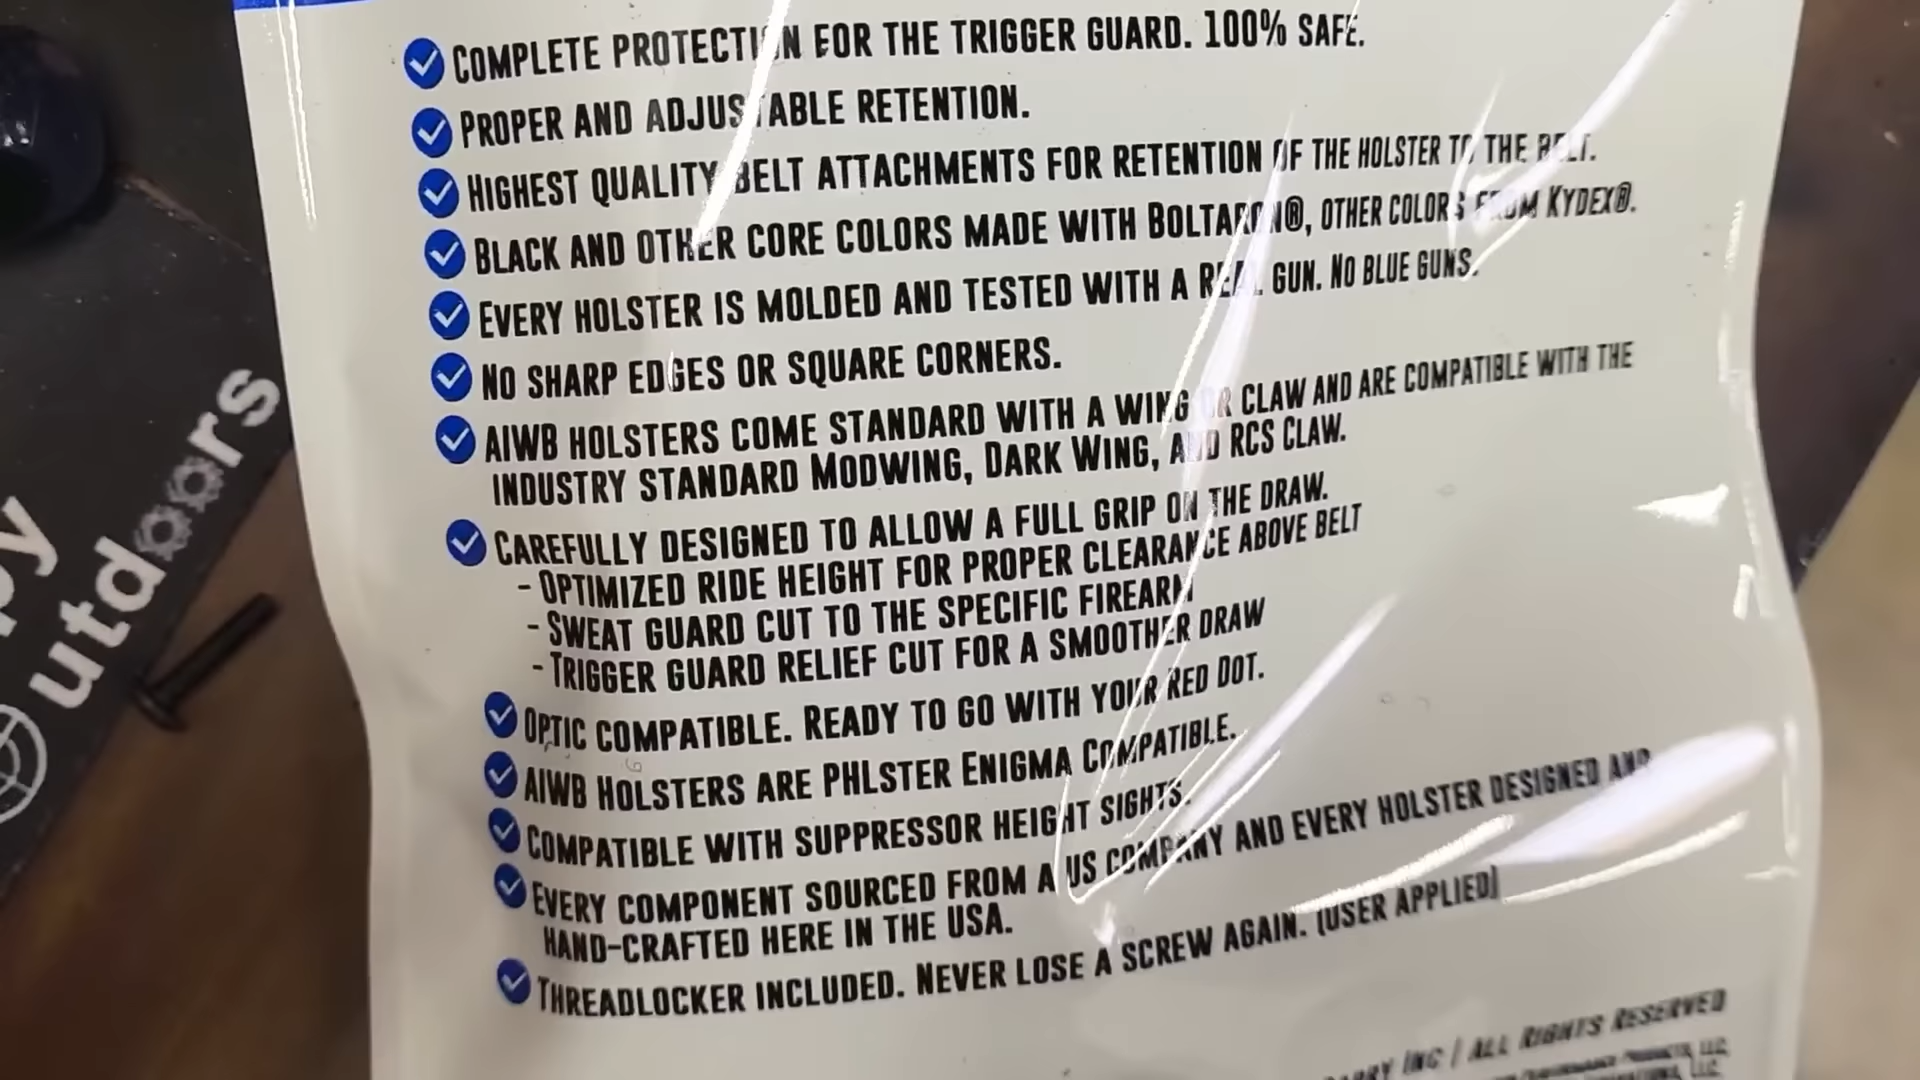 COMPLETE PROTECTION FOR THE TRIGGER GUARD. 100% SAFE.
PROPER AND ADJUSTABLE RETENTION.
HIGHEST QUALITY BELT ATTACHMENTS FOR RETENTION OF THE HOLSTER TO THE BELT.
BLACK AND OTHER CORE COLORS MADE WITH BOLTARON®, OTHER COLORS FROM KYDEX®.
EVERY HOLSTER IS MOLDED AND TESTED WITH A REAL GUN. NO BLUE GUNS.
NO SHARP EDGES OR SQUARE CORNERS.
AIWB HOLSTERS COME STANDARD WITH A WING OR CLAW AND ARE COMPATIBLE WITH THE
INDUSTRY STANDARD MODWING, DARK WING, AND RCS CLAW.
CAREFULLY DESIGNED TO ALLOW A FULL GRIP ON THE DRAW.
- OPTIMIZED RIDE HEIGHT FOR PROPER CLEARANCE ABOVE BELT
- SWEAT GUARD CUT TO THE SPECIFIC FIREARM
- TRIGGER GUARD RELIEF CUT FOR A SMOOTHER DRAW
OPTIC COMPATIBLE. READY TO GO WITH YOUR RED DOT.
AIWB HOLSTERS ARE PHLSTER ENIGMA COMPATIBLE.
COMPATIBLE WITH SUPPRESSOR HEIGHT SIGHTS.
EVERY COMPONENT SOURCED FROM A US COMPANY AND EVERY HOLSTER DESIGNED AND
HAND-CRAFTED HERE IN THE USA.
THREADLOCKER INCLUDED. NEVER LOSE A SCREW AGAIN. (USER APPLIED)
INC | ALL RIGHTS RESERVED
py
outdoors